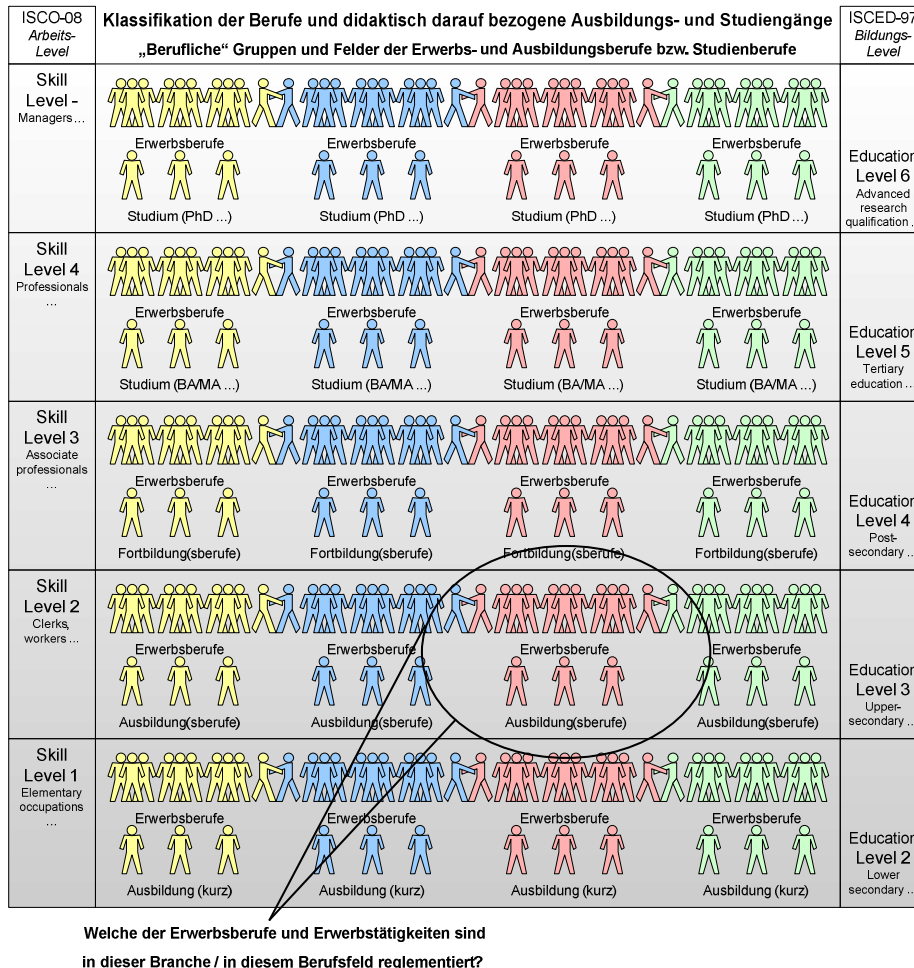 ISCO-08
Arbeits-
Level
Klassifikation der Berufe und didaktisch darauf bezogene Ausbildungs- und Studiengänge
„Berufliche“ Gruppen und Felder der Erwerbs- und Ausbildungsberufe bzw. Studienberufe
ISCED-97
Bildungs-
Level
Skill
Level -
Managers ...
Erwerbsberufe Erwerbsberufe Erwerbsberufe Erwerbsberufe
Studium (PhD ...) Studium (PhD ...) Studium (PhD ...) Studium (PhD ...)
Education
Level 6
Advanced
research
qualification ...
Skill
Level 4
Professionals
...
Erwerbsberufe Erwerbsberufe Erwerbsberufe Erwerbsberufe
Studium (BA/MA ...) Studium (BA/MA ...) Studium (BA/MA ...) Studium (BA/MA ...)
Education
Level 5
Tertiary
education ...
Skill
Level 3
Associate
professionals
...
Erwerbsberufe Erwerbsberufe Erwerbsberufe Erwerbsberufe
Fortbildung(sberufe) Fortbildung(sberufe) Fortbildung(sberufe) Fortbildung(sberufe)
Education
Level 4
Post-
secondary ...
Skill
Level 2
Clerks,
workers ...
Erwerbsberufe Erwerbsberufe Erwerbsberufe Erwerbsberufe
Ausbildung(sberufe) Ausbildung(sberufe) Ausbildung(sberufe) Ausbildung(sberufe)
Education
Level 3
Upper-
secondary ...
Skill
Level 1
Elementary
occupations
...
Erwerbsberufe Erwerbsberufe Erwerbsberufe Erwerbsberufe
Ausbildung (kurz) Ausbildung (kurz) Ausbildung (kurz) Ausbildung (kurz)
Education
Level 2
Lower
secondary ...
Welche der Erwerbsberufe und Erwerbstätigkeiten sind
in dieser Branche / in diesem Berufsfeld reglementiert?